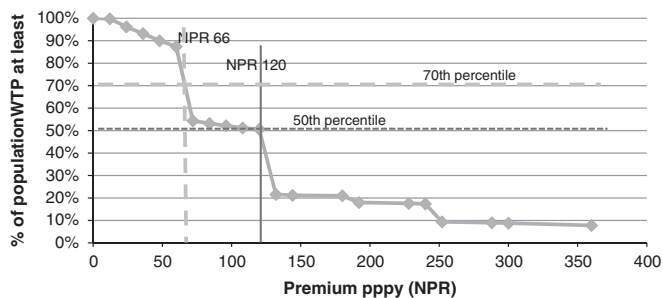 % of populationWTP at least
100%
90%
80%
70%
60%
50%
40%
30%
20%
10%
0%
NPR 66
NPR 120
70th percentile
50th percentile
0 50 100 150 200 250 300 350 400
Premium pppy (NPR)